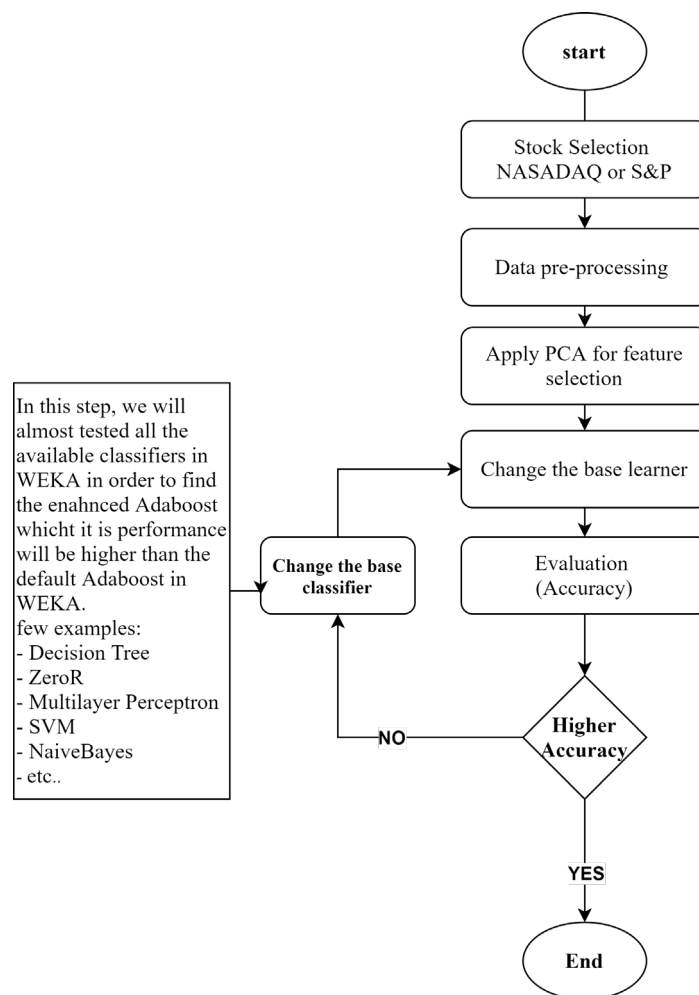 start
Stock Selection
NASADAQ or S&P
Data pre-processing
Apply PCA for feature
selection
Change the base learner
Evaluation
(Accuracy)
Higher
Accuracy
NO
YES
End
Change the base
classifier
In this step, we will
almost tested all the
available classifiers in
WEKA in order to find
the enahnced Adaboost
whicht it is performance
will be higher than the
default Adaboost in
WEKA.
few examples:
- Decision Tree
- ZeroR
- Multilayer Perceptron
- SVM
- NaiveBayes
- etc..